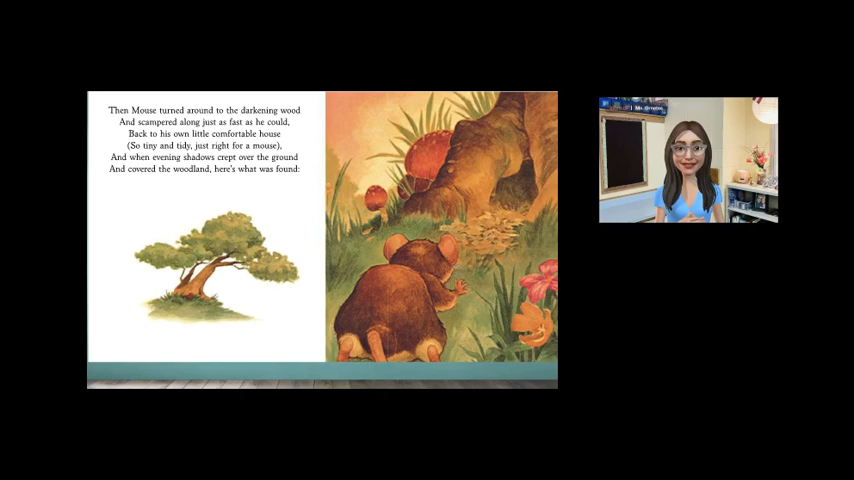 Then Mouse turned around to the darkening wood
And scampered along just as fast as he could,
Back to his own little comfortable house
(So tiny and tidy, just right for a mouse),
And when evening shadows crept over the ground
And covered the woodland, here's what was found: